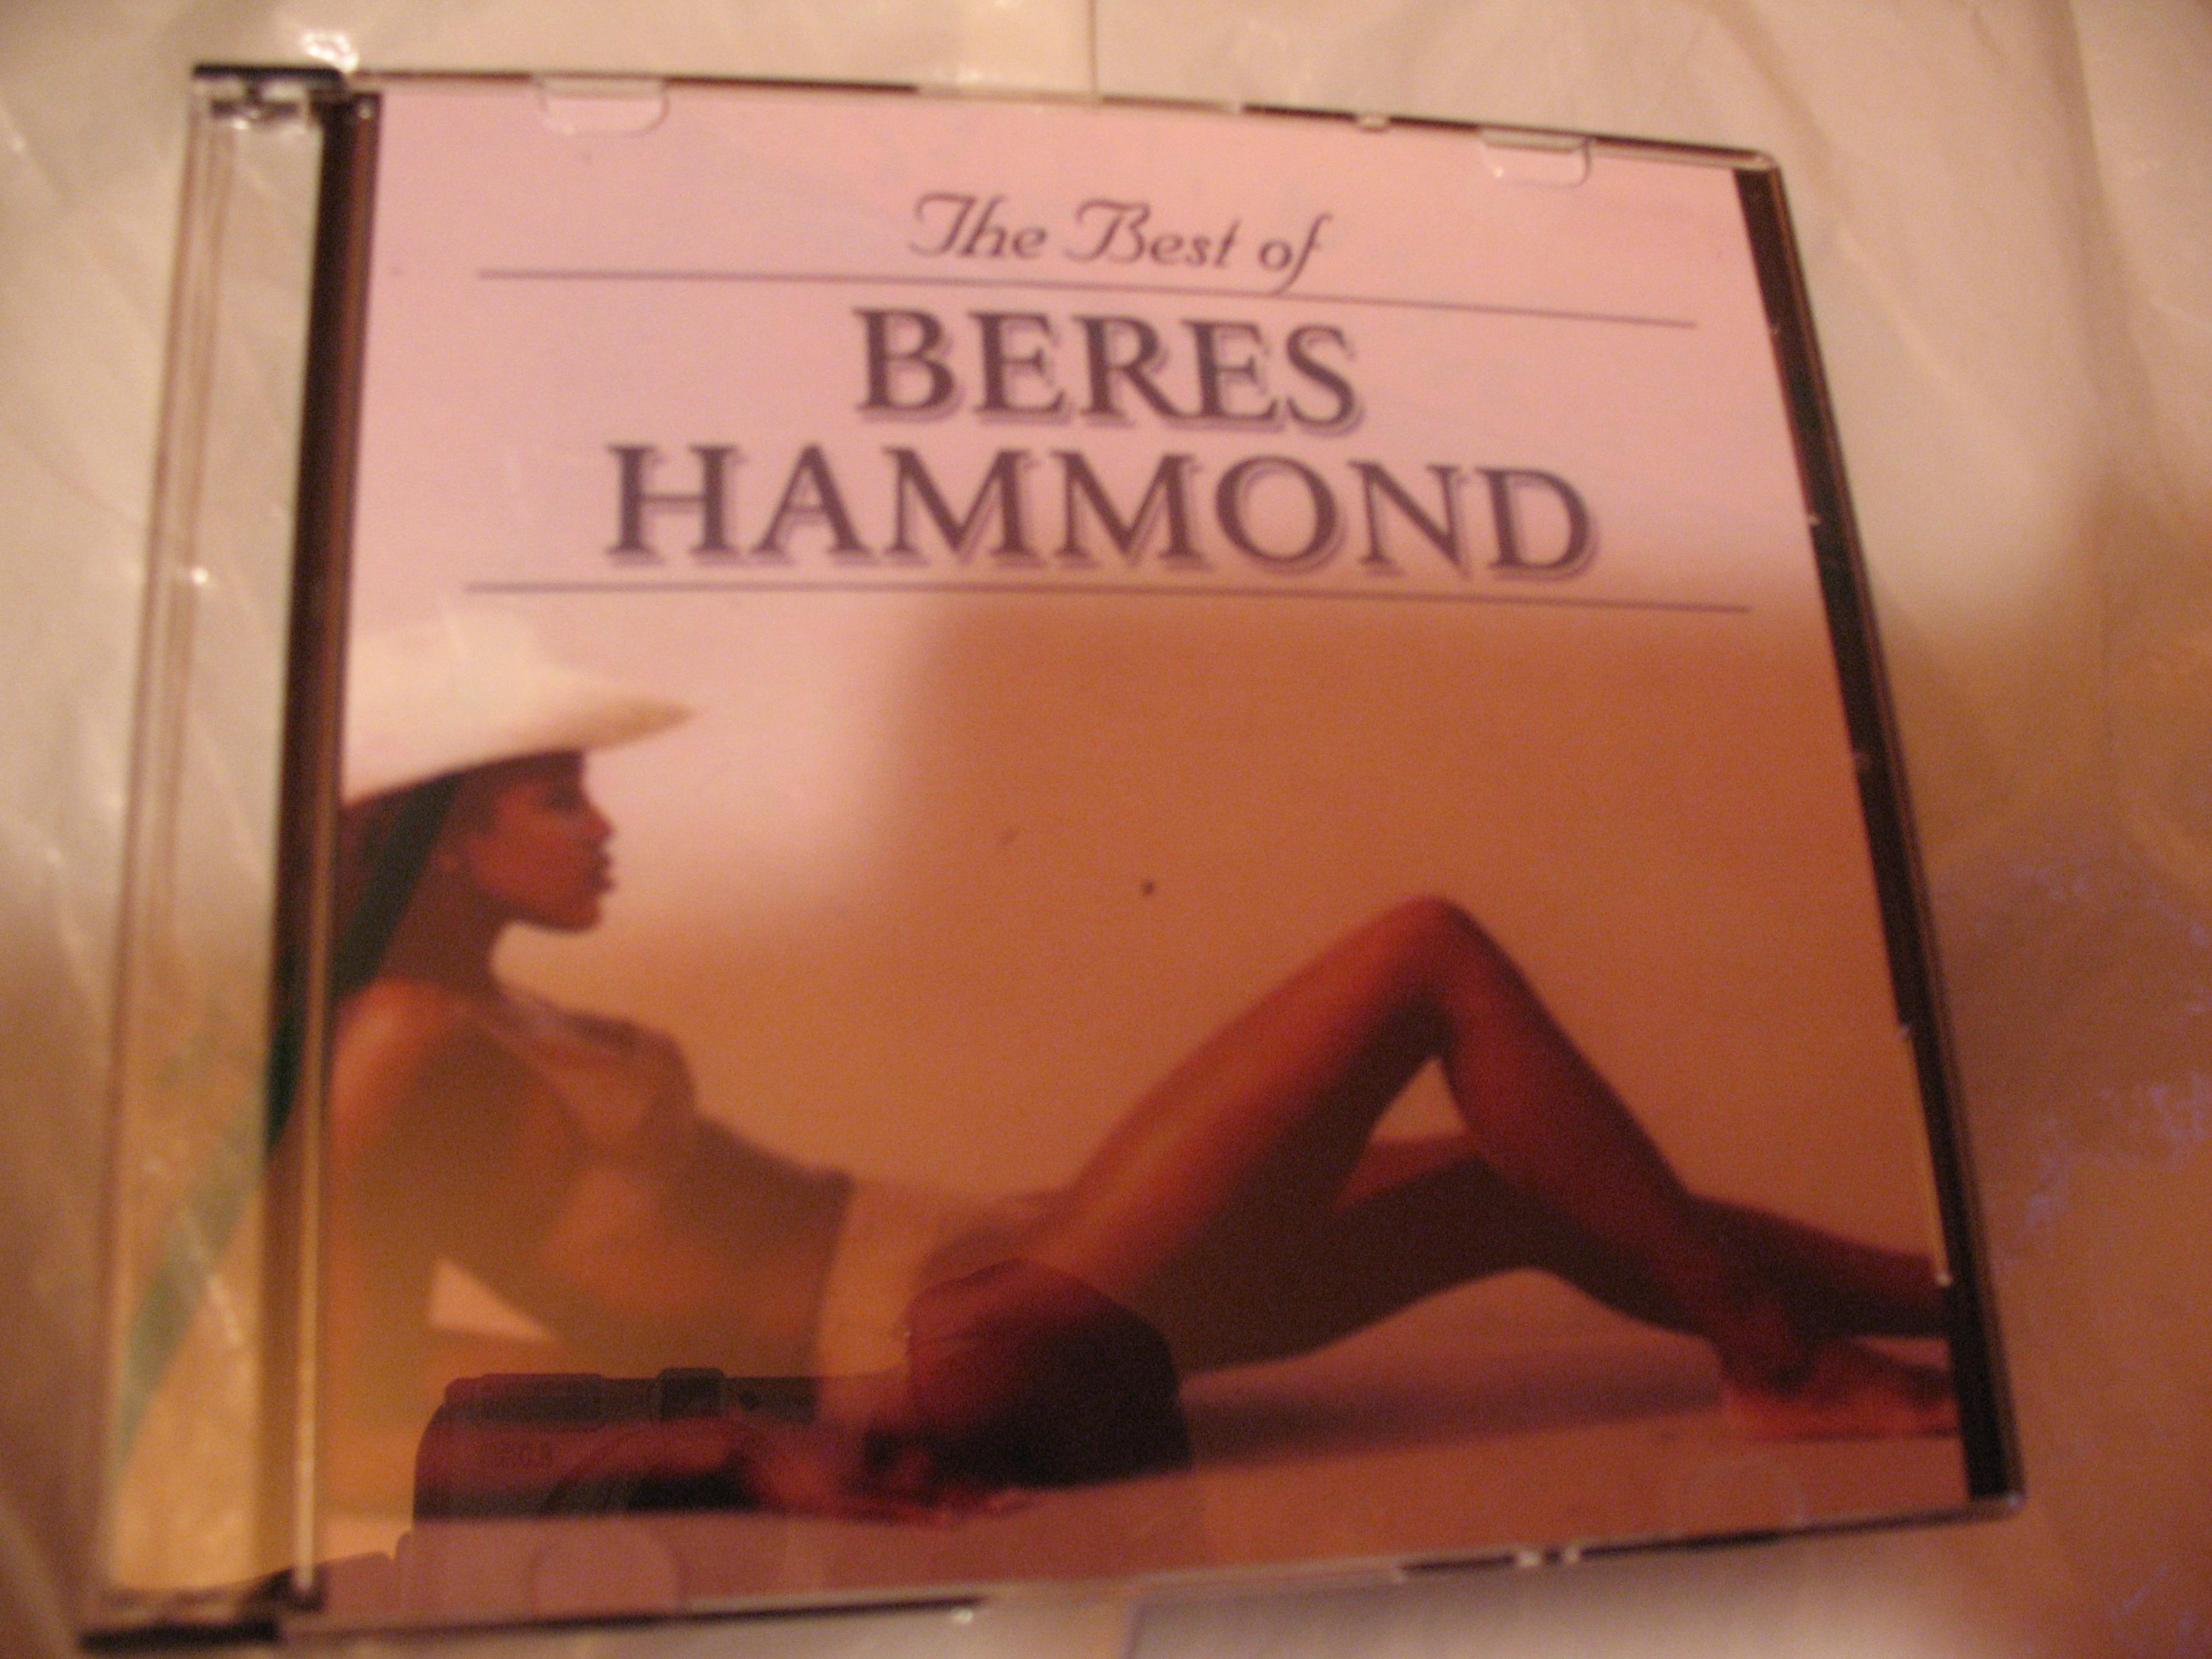 The Best of
BERES
HAMMOND